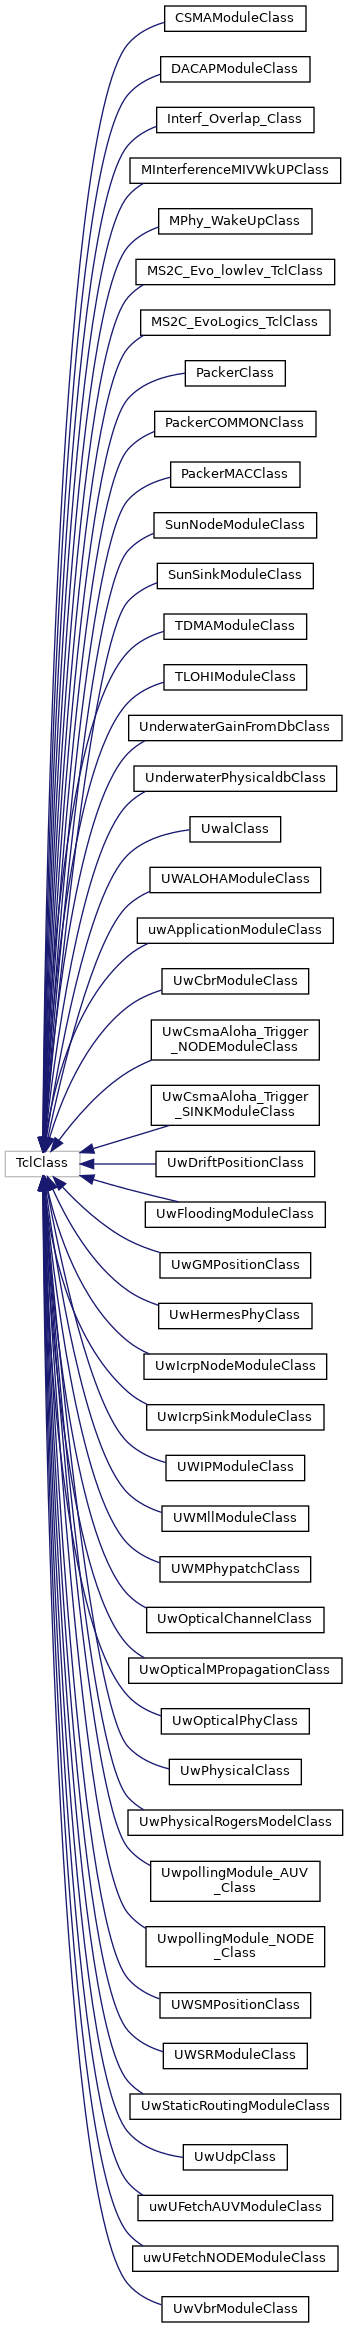 CSMAModuleClass
DACAPModuleClass
Interf_Overlap_Class
MInterferenceMIVWkUPClass
MPhy_WakeUpClass
MS2C_Evo_lowlev_TclClass
MS2C_EvoLogics_TclClass
PackerClass
PackerCOMMONClass
PackerMACClass
SunNodeModuleClass
SunSinkModuleClass
TDMAModuleClass
TLOHIModuleClass
UnderwaterGainFromDbClass
UnderwaterPhysicaldbClass
UwalClass
UWALOHAModuleClass
uwApplicationModuleClass
UwCbrModuleClass
UwCsmaAloha_Trigger
_NODEModuleClass
UwCsmaAloha_Trigger
_SINKModuleClass
TclClass
UwDriftPositionClass
UwFloodingModuleClass
UwGMPositionClass
UwHermesPhyClass
UwIcrpNodeModuleClass
UwIcrpSinkModuleClass
UWIPModuleClass
UWMllModuleClass
UWMPhypatchClass
UwOpticalChannelClass
UwOpticalMPropagationClass
UwOpticalPhyClass
UwPhysicalClass
UwPhysicalRogersModelClass
UwpollingModule_AUV
_Class
UwpollingModule_NODE
_Class
UWSMPositionClass
UWSRModuleClass
UwStaticRoutingModuleClass
UwUdpClass
uwUFetchAUVModuleClass
uwUFetchNODEModuleClass
UwVbrModuleClass